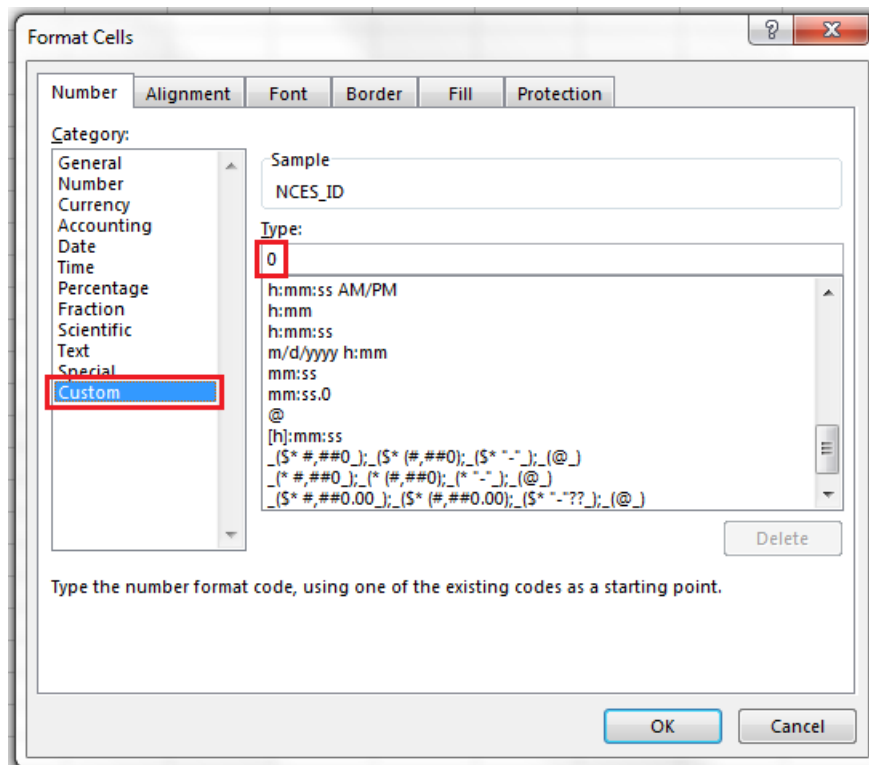 Format Cells
Number Alignment Font Border Fill Protection
Category:
General
Number
Currency
Accounting
Date
Time
Percentage
Fraction
Scientific
Text
Special
Custom
Sample
NCES_ID
Type:
0
h:mm:ss AM/PM
h:mm
h:mm:ss
m/d/yyyy h:mm
mm:ss
mm:ss.0
@
[h]:mm:ss
_($* #,##0_);_($* (#,##0);_($* "-"_);_(@_)
_(* #,##0_);_(* (#,##0);_(* "-"_);_(@_)
_($* #,##0.00_);_($* (#,##0.00);_($* "-"??_);_(@_)
Delete
Type the number format code, using one of the existing codes as a starting point.
OK Cancel